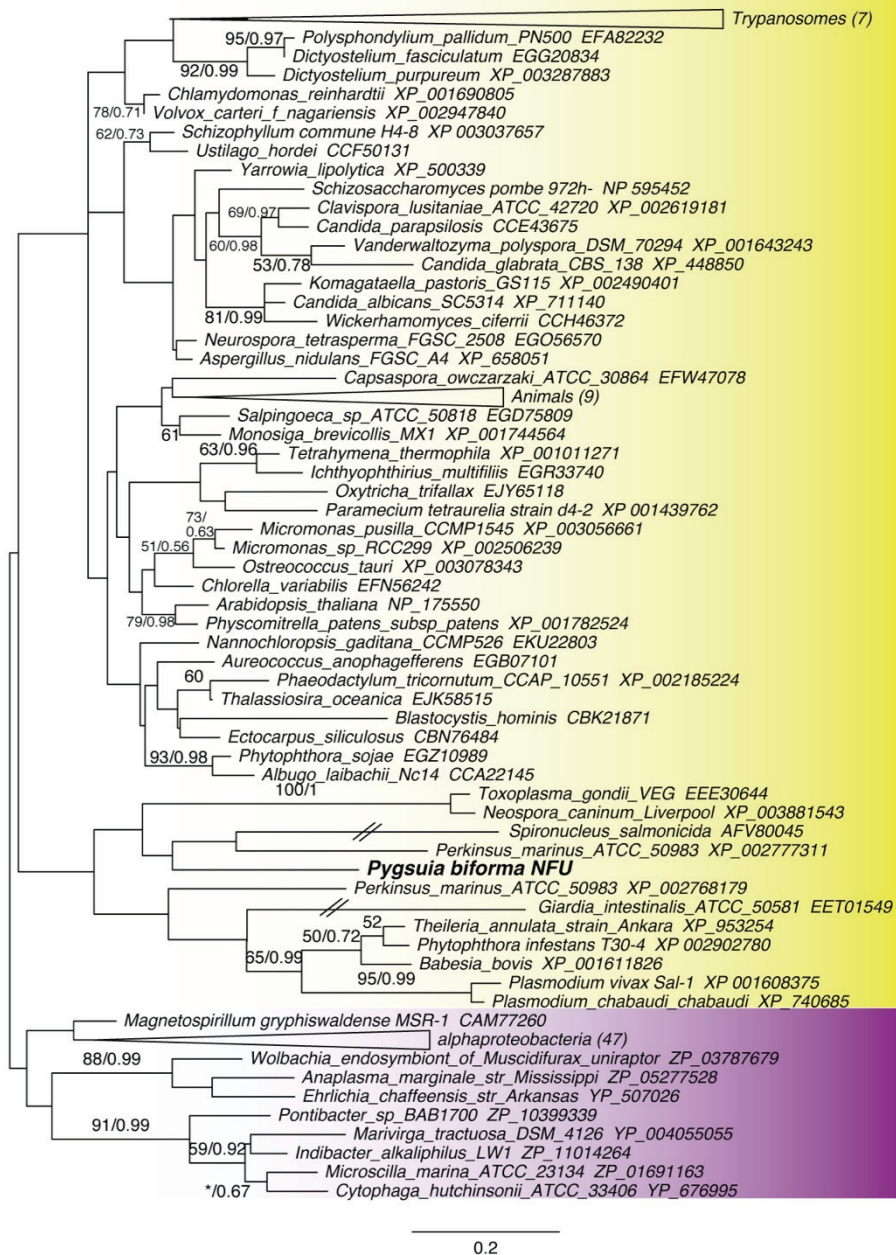 Trypanosomes (7)
95/0.97
Polysphondylium_pallidum_PN500 EFA82232
Dictyostelium_fasciculatum EGG20834
92/0.99
Dictyostelium_purpureum XP_003287883
Chlamydomonas_reinhardtii XP_001690805
78/0.71
Volvox_carteri_f_nagariensis XP_002947840
62/0.73
Schizophyllum commune H4-8 XP 003037657
Ustilago_hordei CCF50131
Yarrowia_lipolytica XP_500339
Schizosaccharomyces pombe 972h- NP 595452
69/0.97
Clavispora_lusitaniae_ATCC_42720 XP_002619181
Candida_parapsilosis CCE43675
60/0.98
Vanderwaltozyma_polyspora_DSM_70294 XP_001643243
53/0.78
Candida_glabrata_CBS_138 XP_448850
Komagataella_pastoris_GS115 XP_002490401
Candida_albicans_SC5314 XP_711140
81/0.99
Wickerhamomyces_ciferrii CCH46372
Neurospora_tetrasperma_FGSC_2508 EGO56570
Aspergillus_nidulans_FGSC_A4 XP_658051
Capsaspora_owczarzaki_ATCC_30864 EFW47078
Animals (9)
Salpingoeca_sp_ATCC_50818 EGD75809
61
Monosiga_brevicollis_MX1 XP_001744564
63/0.96
Tetrahymena_thermophila XP_001011271
Ichthyophthirius_multifiliis EGR33740
Oxytricha_trifallax EJY65118
Paramecium tetraurelia strain d4-2 XP 001439762
73/
0.63
Micromonas_pusilla_CCMP1545 XP_003056661
51/0.56
Micromonas_sp_RCC299 XP_002506239
Ostreococcus_tauri XP_003078343
Chlorella_variabilis EFN56242
Arabidopsis_thaliana NP_175550
79/0.98
Physcomitrella_patens_subsp_patens XP_001782524
Nannochloropsis_gaditana_CCMP526 EKU22803
Aureococcus_anophagefferens EGB07101
60
Phaeodactylum_tricornutum_CCAP_10551 XP_002185224
Thalassiosira_oceanica EJK58515
Blastocystis_hominis CBK21871
Ectocarpus_siliculosus CBN76484
93/0.98
Phytophthora_sojae EGZ10989
Albugo_laibachii_Nc14 CCA22145
100/1
Toxoplasma_gondii_VEG EEE30644
Neospora_caninum_Liverpool XP_003881543
Spironucleus_salmonicida AFV80045
Perkinsus_marinus_ATCC_50983 XP_002777311
Pygsuia biforma NFU
Perkinsus_marinus_ATCC_50983 XP_002768179
Giardia_intestinalis_ATCC_50581 EET01549
52
Theileria_annulata_strain_Ankara XP_953254
50/0.72
Phytophthora infestans T30-4 XP 002902780
65/0.99
Babesia_bovis XP_001611826
95/0.99
Plasmodium vivax Sal-1 XP 001608375
Plasmodium_chabaudi_chabaudi XP_740685
Magnetospirillum gryphiswaldense MSR-1 CAM77260
alphaproteobacteria (47)
88/0.99
Wolbachia_endosymbiont_of_Muscidifurax_uniraptor ZP_03787679
Anaplasma_marginale_str_Mississippi ZP_05277528
Ehrlichia_chaffeensis_str_Arkansas YP_507026
91/0.99
Pontibacter_sp_BAB1700 ZP_10399339
Marivirga_tractuosa_DSM_4126 YP_004055055
59/0.92
Indibacter_alkaliphilus_LW1 ZP_11014264
Microscilla_marina_ATCC_23134 ZP_01691163
*/0.67
Cytophaga_hutchinsonii_ATCC_33406 YP_676995
0.2